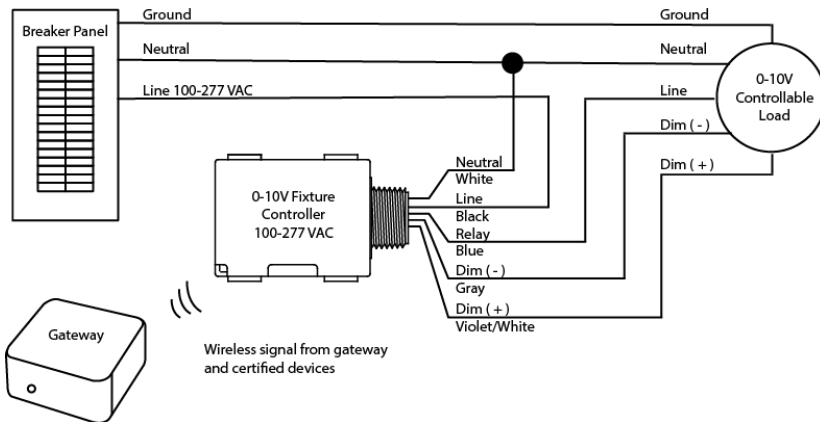 Breaker Panel
Ground
Ground
Neutral
Neutral
Line 100-277 VAC
Line
0-10V
Controllable
Load
Dim ( - )
Dim ( + )
0-10V Fixture
Controller
100-277 VAC
Neutral
White
Line
Black
Relay
Blue
Dim ( - )
Gray
Dim ( + )
Violet/White
Gateway
Wireless signal from gateway
and certified devices